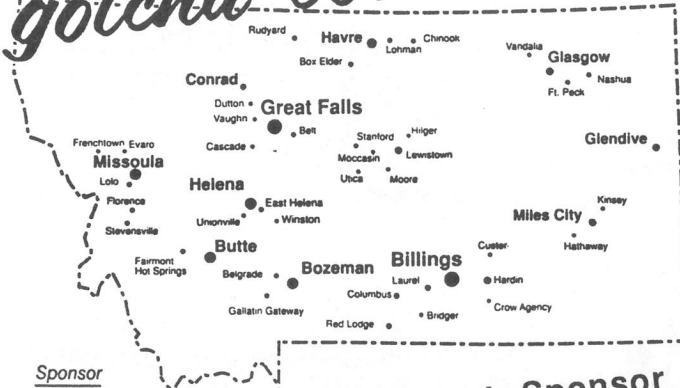 gotcha
Rudyard
Havre
Lohman
Chinook
Box Elder
Vandalia
Glasgow
Nashua
Ft. Peck
Conrad
Dutton
Great Falls
Vaughn
Belt
Cascade
Stanford
Hilger
Moccasin
Lewistown
Utica
Moore
Glendive
Frenchtown
Evaro
Missoula
Lolo
Florence
Stevensville
Helena
East Helena
Unionville
Winston
Kinsey
Miles City
Hathaway
Butte
Fairmont
Hot Springs
Belgrade
Bozeman
Gallatin Gateway
Billings
Laurel
Columbus
Custer
Hardin
Crow Agency
Bridger
Red Lodge
Sponsor
Sponsor